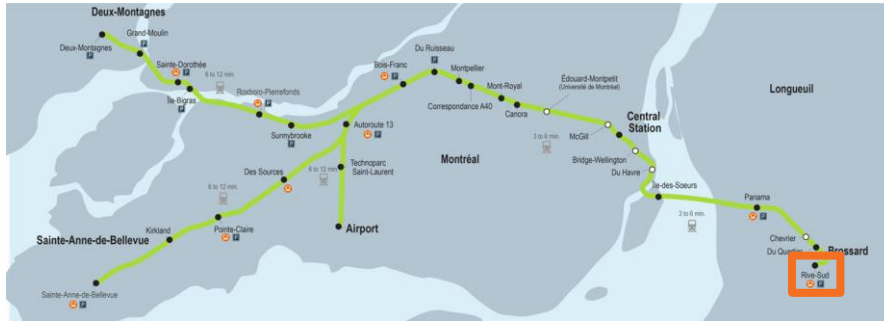 Deux-Montagnes
Grand-Moulin
Deux-Montagnes
P
P
Sainte-Dorothée
P
Île-Bigras
P
6 to 12 min.
Roxboro-Pierrefonds
P
Sunnybrooke
P
Bois-Franc
P
Du Ruisseau
P
Montpellier
Correspondance A40
Mont-Royal
Canora
Édouard-Montpetit
(Université de Montréal)
Longueuil
McGill
Central
Station
3 to 6 min.
Bridge-Wellington
Du Havre
Île-des-Soeurs
Autoroute 13
P
Technoparc
Saint-Laurent
6 to 12 min.
Montréal
Des Sources
6 to 12 min.
Airport
Pointe-Claire
P
Kirkland
Sainte-Anne-de-Bellevue
Sainte-Anne-de-Bellevue
P
3 to 6 min.
Panama
P
Chevrier
Du Quartier
Brossard
Rive-Sud
P